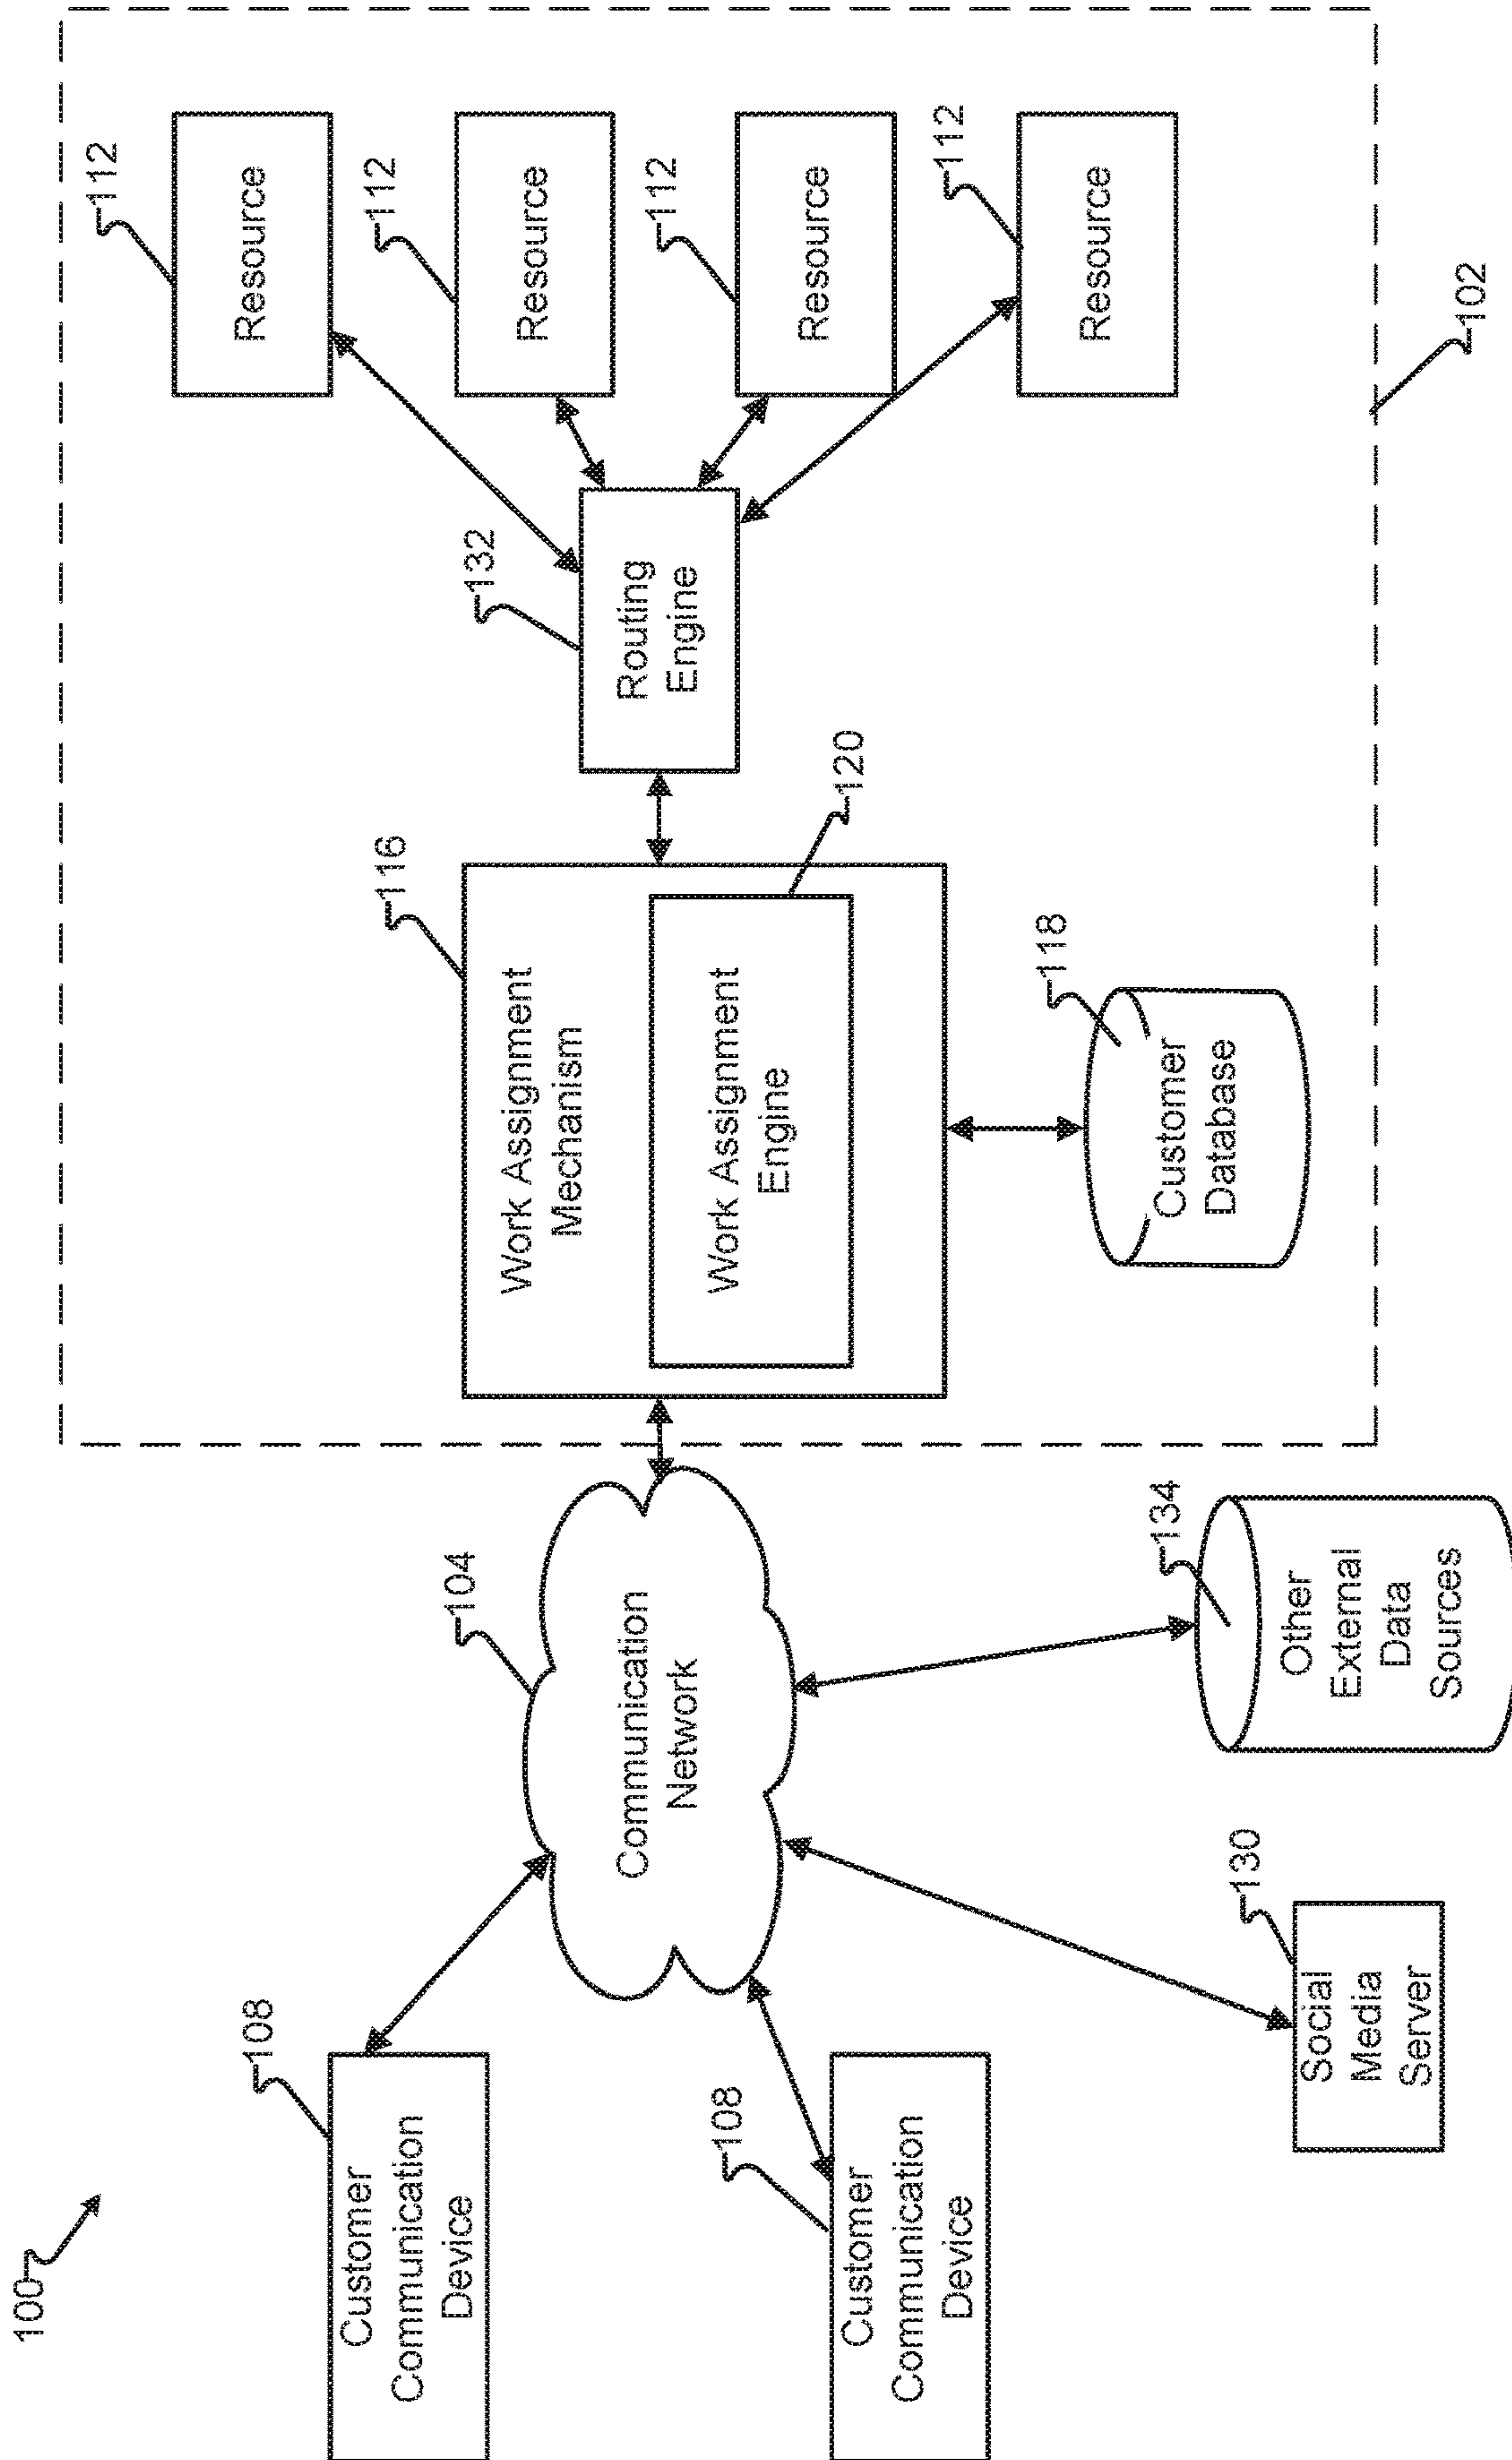 100
108
Customer
Communication
Device
108
Customer
Communication
Device
130
Social
Media
Server
104
Communication
Network
134
Other
External
Data
Sources
116
Work Assignment
Mechanism
120
Work Assignment
Engine
118
Customer
Database
132
Routing
Engine
112
Resource
112
Resource
112
Resource
112
Resource
102